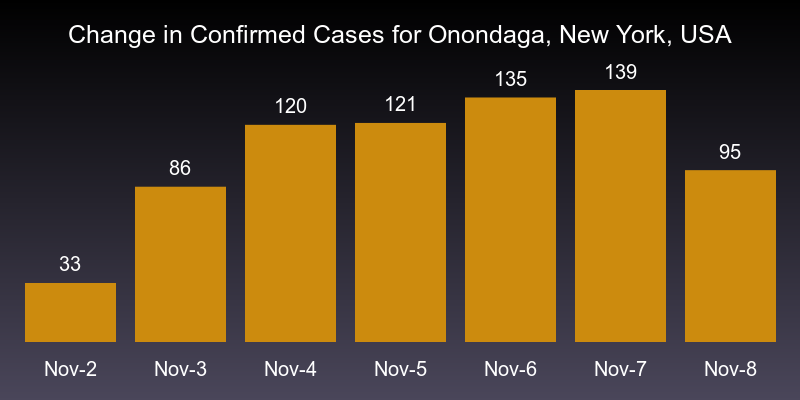 Change in Confirmed Cases for Onondaga, New York, USA
33
86
120
121
135
139
95
Nov-2
Nov-3
Nov-4
Nov-5
Nov-6
Nov-7
Nov-8